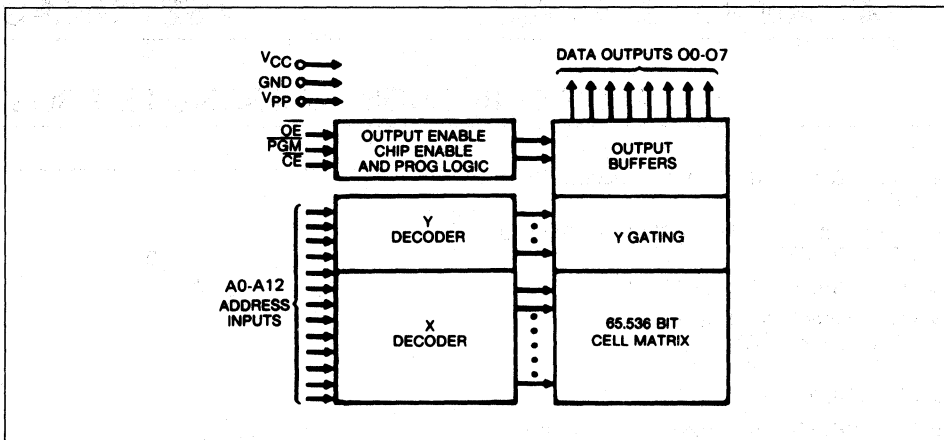 VCC
GND
VPP
DATA OUTPUTS O0-O7
OE
PGM
CE
OUTPUT ENABLE
CHIP ENABLE
AND PROG LOGIC
OUTPUT
BUFFERS
Y
DECODER
Y GATING
A0-A12
ADDRESS
INPUTS
X
DECODER
65.536 BIT
CELL MATRIX